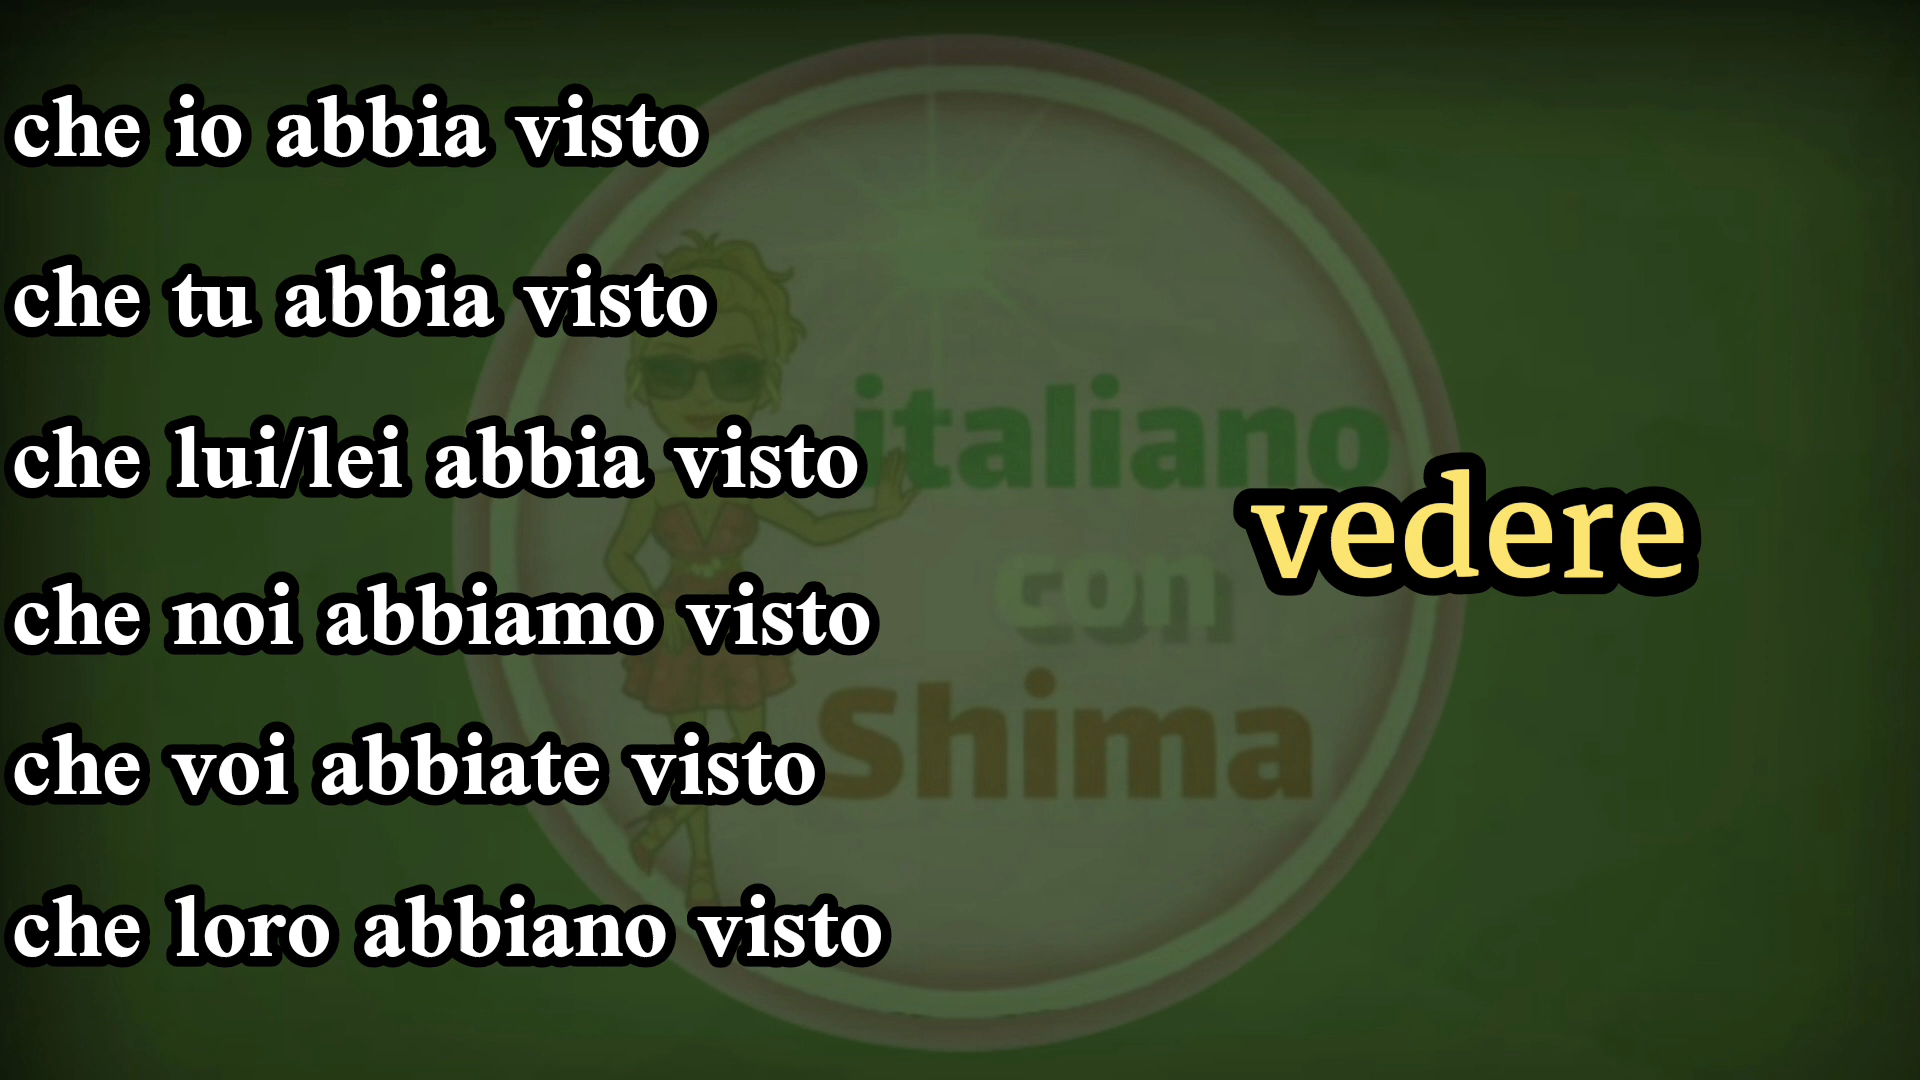 che io abbia visto
che tu abbia visto
che lui/lei abbia visto
che noi abbiamo visto
che voi abbiate visto
che loro abbiano visto
vedere
italiano
con
Shima